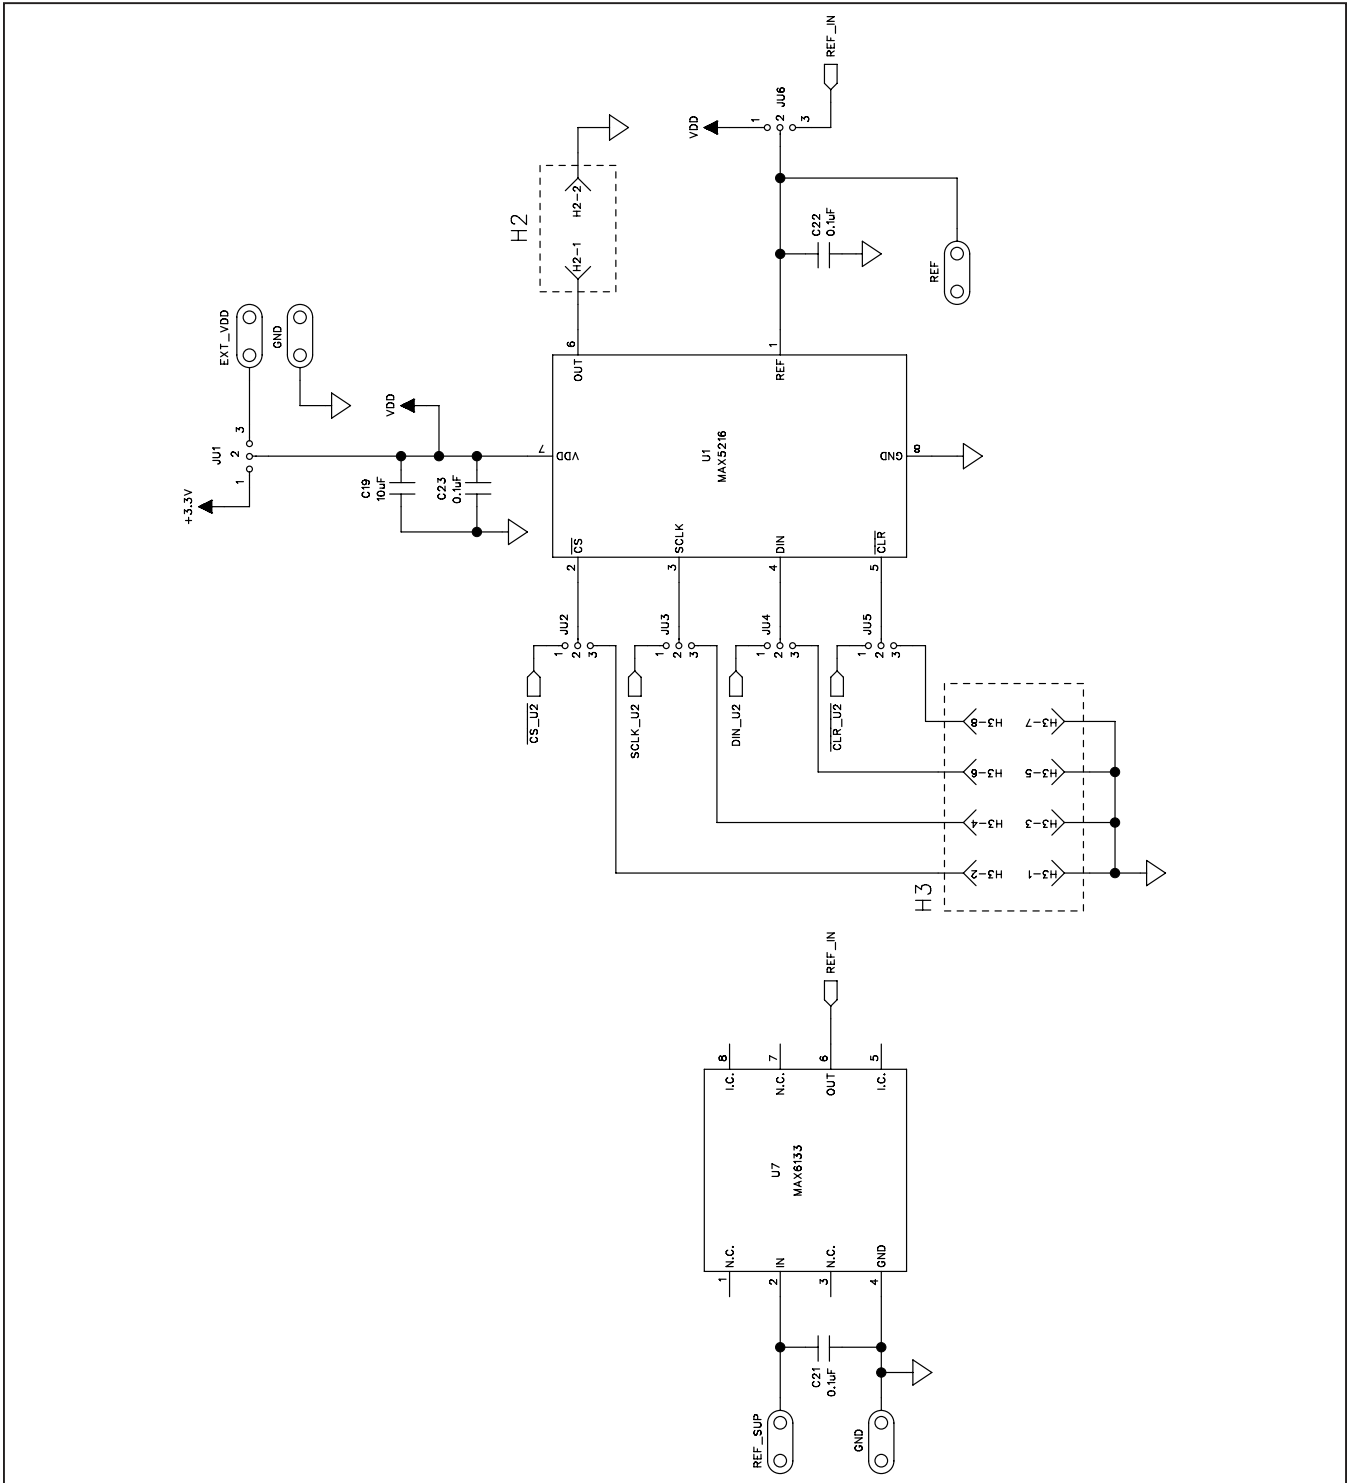 REF_IN
JU6
1
2
3
VDD
H2
H2-2
H2-1
C22
0.1uF
REF
EXT_VDD
GND
JU1
3
2
1
+3.3V
VDD
C19
10uF
C23
0.1uF
6
OUT
1
REF
7
VDD
U1
MAX5216
GND
8
CS
2
SCLK
3
DIN
4
CLR
5
JU2
1
2
3
JU3
1
2
3
JU4
1
2
3
JU5
1
2
3
CS_U2
SCLK_U2
DIN_U2
CLR_U2
H3-8
H3-7
H3-6
H3-5
H3-4
H3-3
H3-2
H3-1
H3
REF_IN
8
I.C.
7
N.C.
6
OUT
5
I.C.
U7
MAX6133
N.C.
1
IN
2
N.C.
3
GND
4
C21
0.1uF
REF_SUP
GND